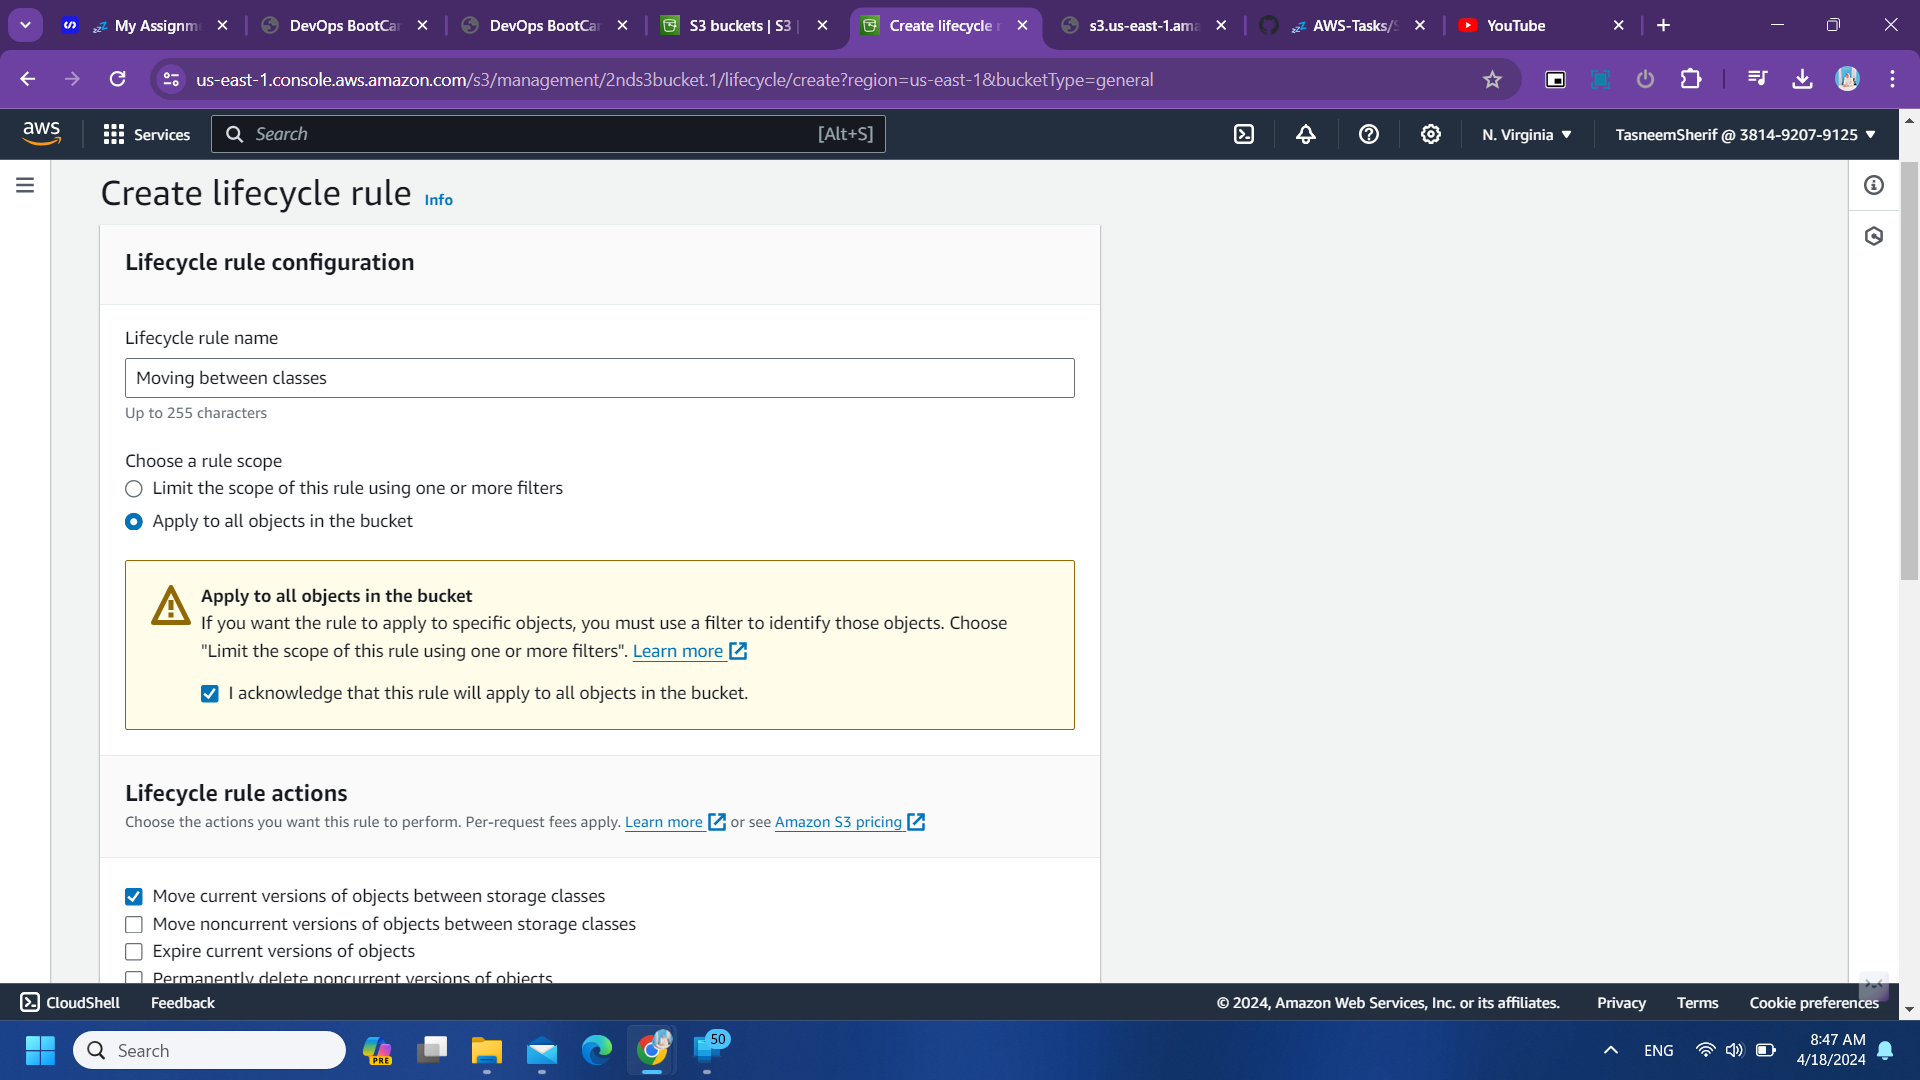 My Assignm
DevOps BootCa
DevOps BootCa
S3 buckets | S3 |
Create lifecycle r
s3.us-east-1.ama
AWS-Tasks/S
YouTube
us-east-1.console.aws.amazon.com/s3/management/2nds3bucket.1/lifecycle/create?region=us-east-1&bucketType=general
aws
Services
Search
[Alt+S]
N. Virginia
TasneemSherif @ 3814-9207-9125
Create lifecycle rule Info
Lifecycle rule configuration
Lifecycle rule name
Moving between classes
Up to 255 characters
Choose a rule scope
Limit the scope of this rule using one or more filters
Apply to all objects in the bucket
Apply to all objects in the bucket
If you want the rule to apply to specific objects, you must use a filter to identify those objects. Choose
"Limit the scope of this rule using one or more filters". Learn more
I acknowledge that this rule will apply to all objects in the bucket.
Lifecycle rule actions
Choose the actions you want this rule to perform. Per-request fees apply. Learn more or see Amazon S3 pricing
Move current versions of objects between storage classes
Move noncurrent versions of objects between storage classes
Expire current versions of objects
Permanently delete noncurrent versions of objects
CloudShell
Feedback
© 2024, Amazon Web Services, Inc. or its affiliates.
Privacy
Terms
Cookie preferences
Search
PRE
50
ENG
8:47 AM
4/18/2024